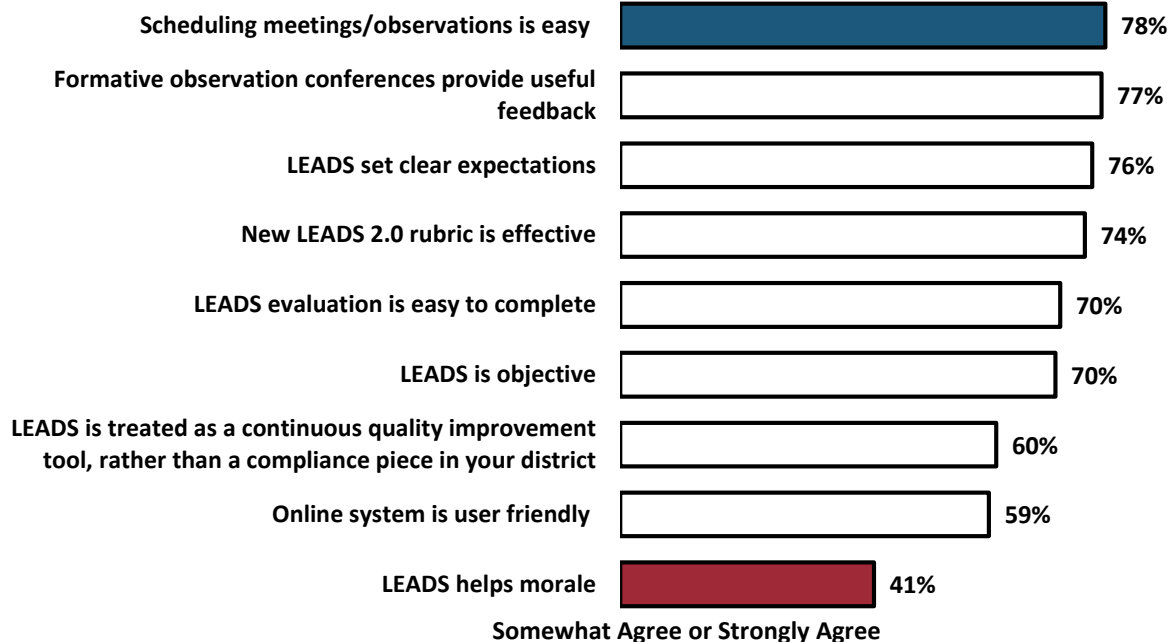 Scheduling meetings/observations is easy 78%
Formative observation conferences provide useful
feedback 77%
LEADS set clear expectations 76%
New LEADS 2.0 rubric is effective 74%
LEADS evaluation is easy to complete 70%
LEADS is objective 70%
LEADS is treated as a continuous quality improvement
tool, rather than a compliance piece in your district 60%
Online system is user friendly 59%
LEADS helps morale 41%
Somewhat Agree or Strongly Agree